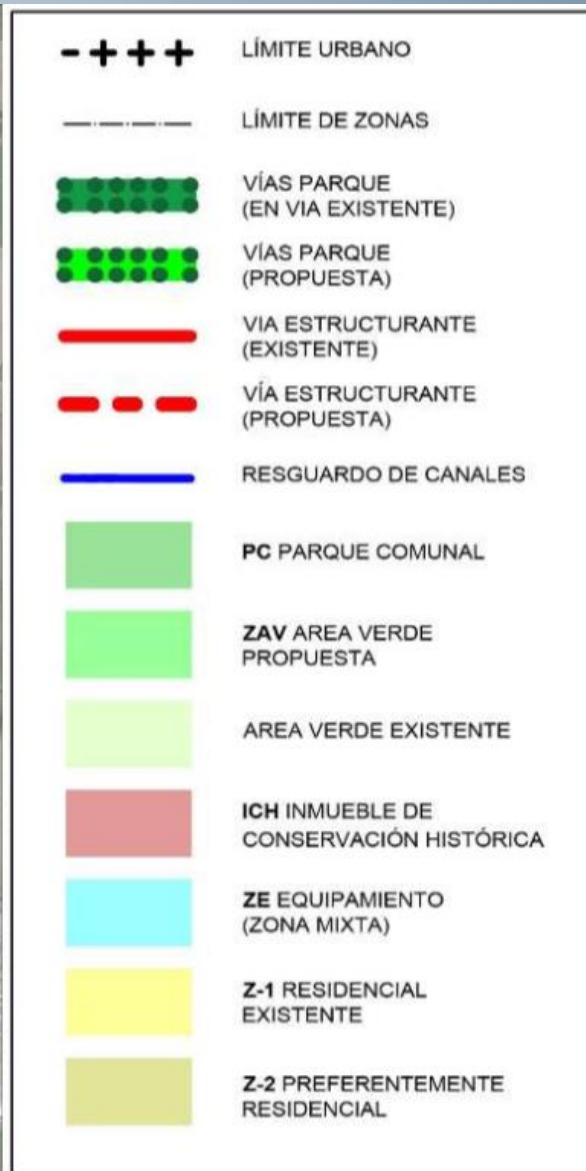 LÍMITE URBANO
LÍMITE DE ZONAS
VÍAS PARQUE
(EN VIA EXISTENTE)
VÍAS PARQUE
(PROPUESTA)
VIA ESTRUCTURANTE
(EXISTENTE)
VÍA ESTRUCTURANTE
(PROPUESTA)
RESGUARDO DE CANALES
PC PARQUE COMUNAL
ZAV AREA VERDE
PROPUESTA
AREA VERDE EXISTENTE
ICH INMUEBLE DE
CONSERVACIÓN HISTÓRICA
ZE EQUIPAMIENTO
(ZONA MIXTA)
Z-1 RESIDENCIAL
EXISTENTE
Z-2 PREFERENTEMENTE
RESIDENCIAL